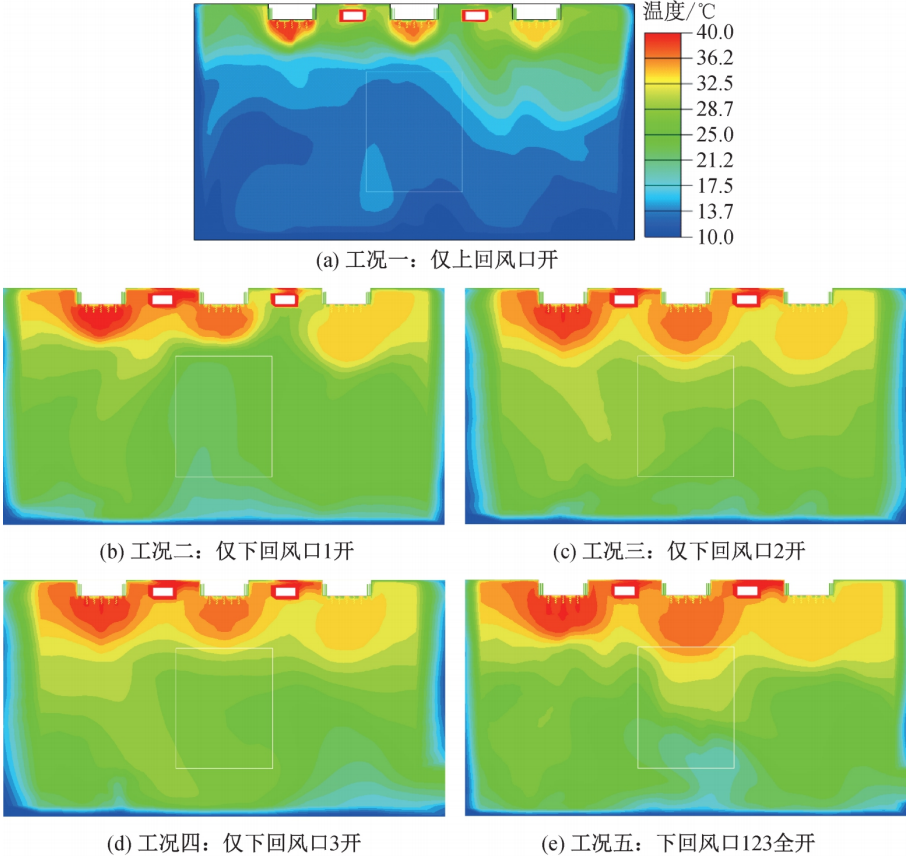 温度/℃
40.0
36.2
32.5
28.7
25.0
21.2
17.5
13.7
10.0
(a) 工况一：仅上回风口开
(b) 工况二：仅下回风口1开
(c) 工况三：仅下回风口2开
(d) 工况四：仅下回风口3开
(e) 工况五：下回风口123全开